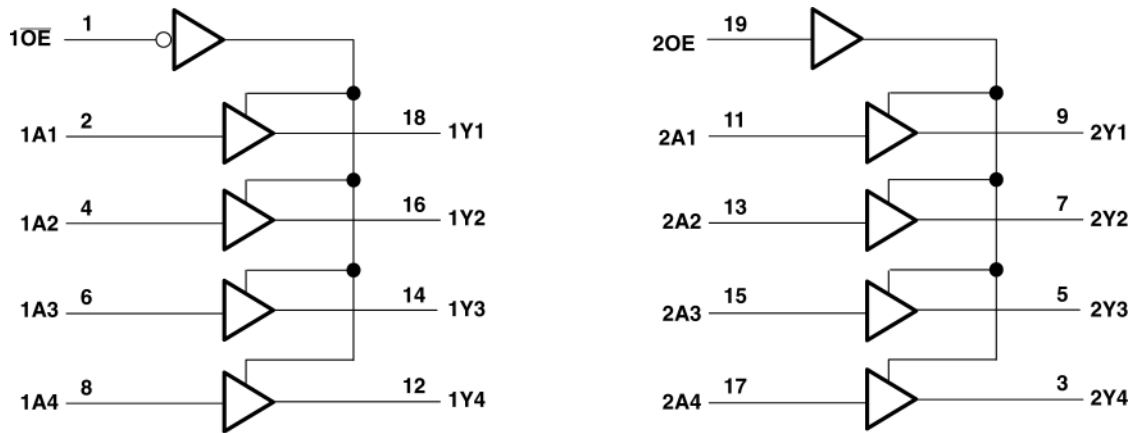 1O̅E̅ 1
1A1 2 18 1Y1
1A2 4 16 1Y2
1A3 6 14 1Y3
1A4 8 12 1Y4
2OE 19
2A1 11 9 2Y1
2A2 13 7 2Y2
2A3 15 5 2Y3
2A4 17 3 2Y4